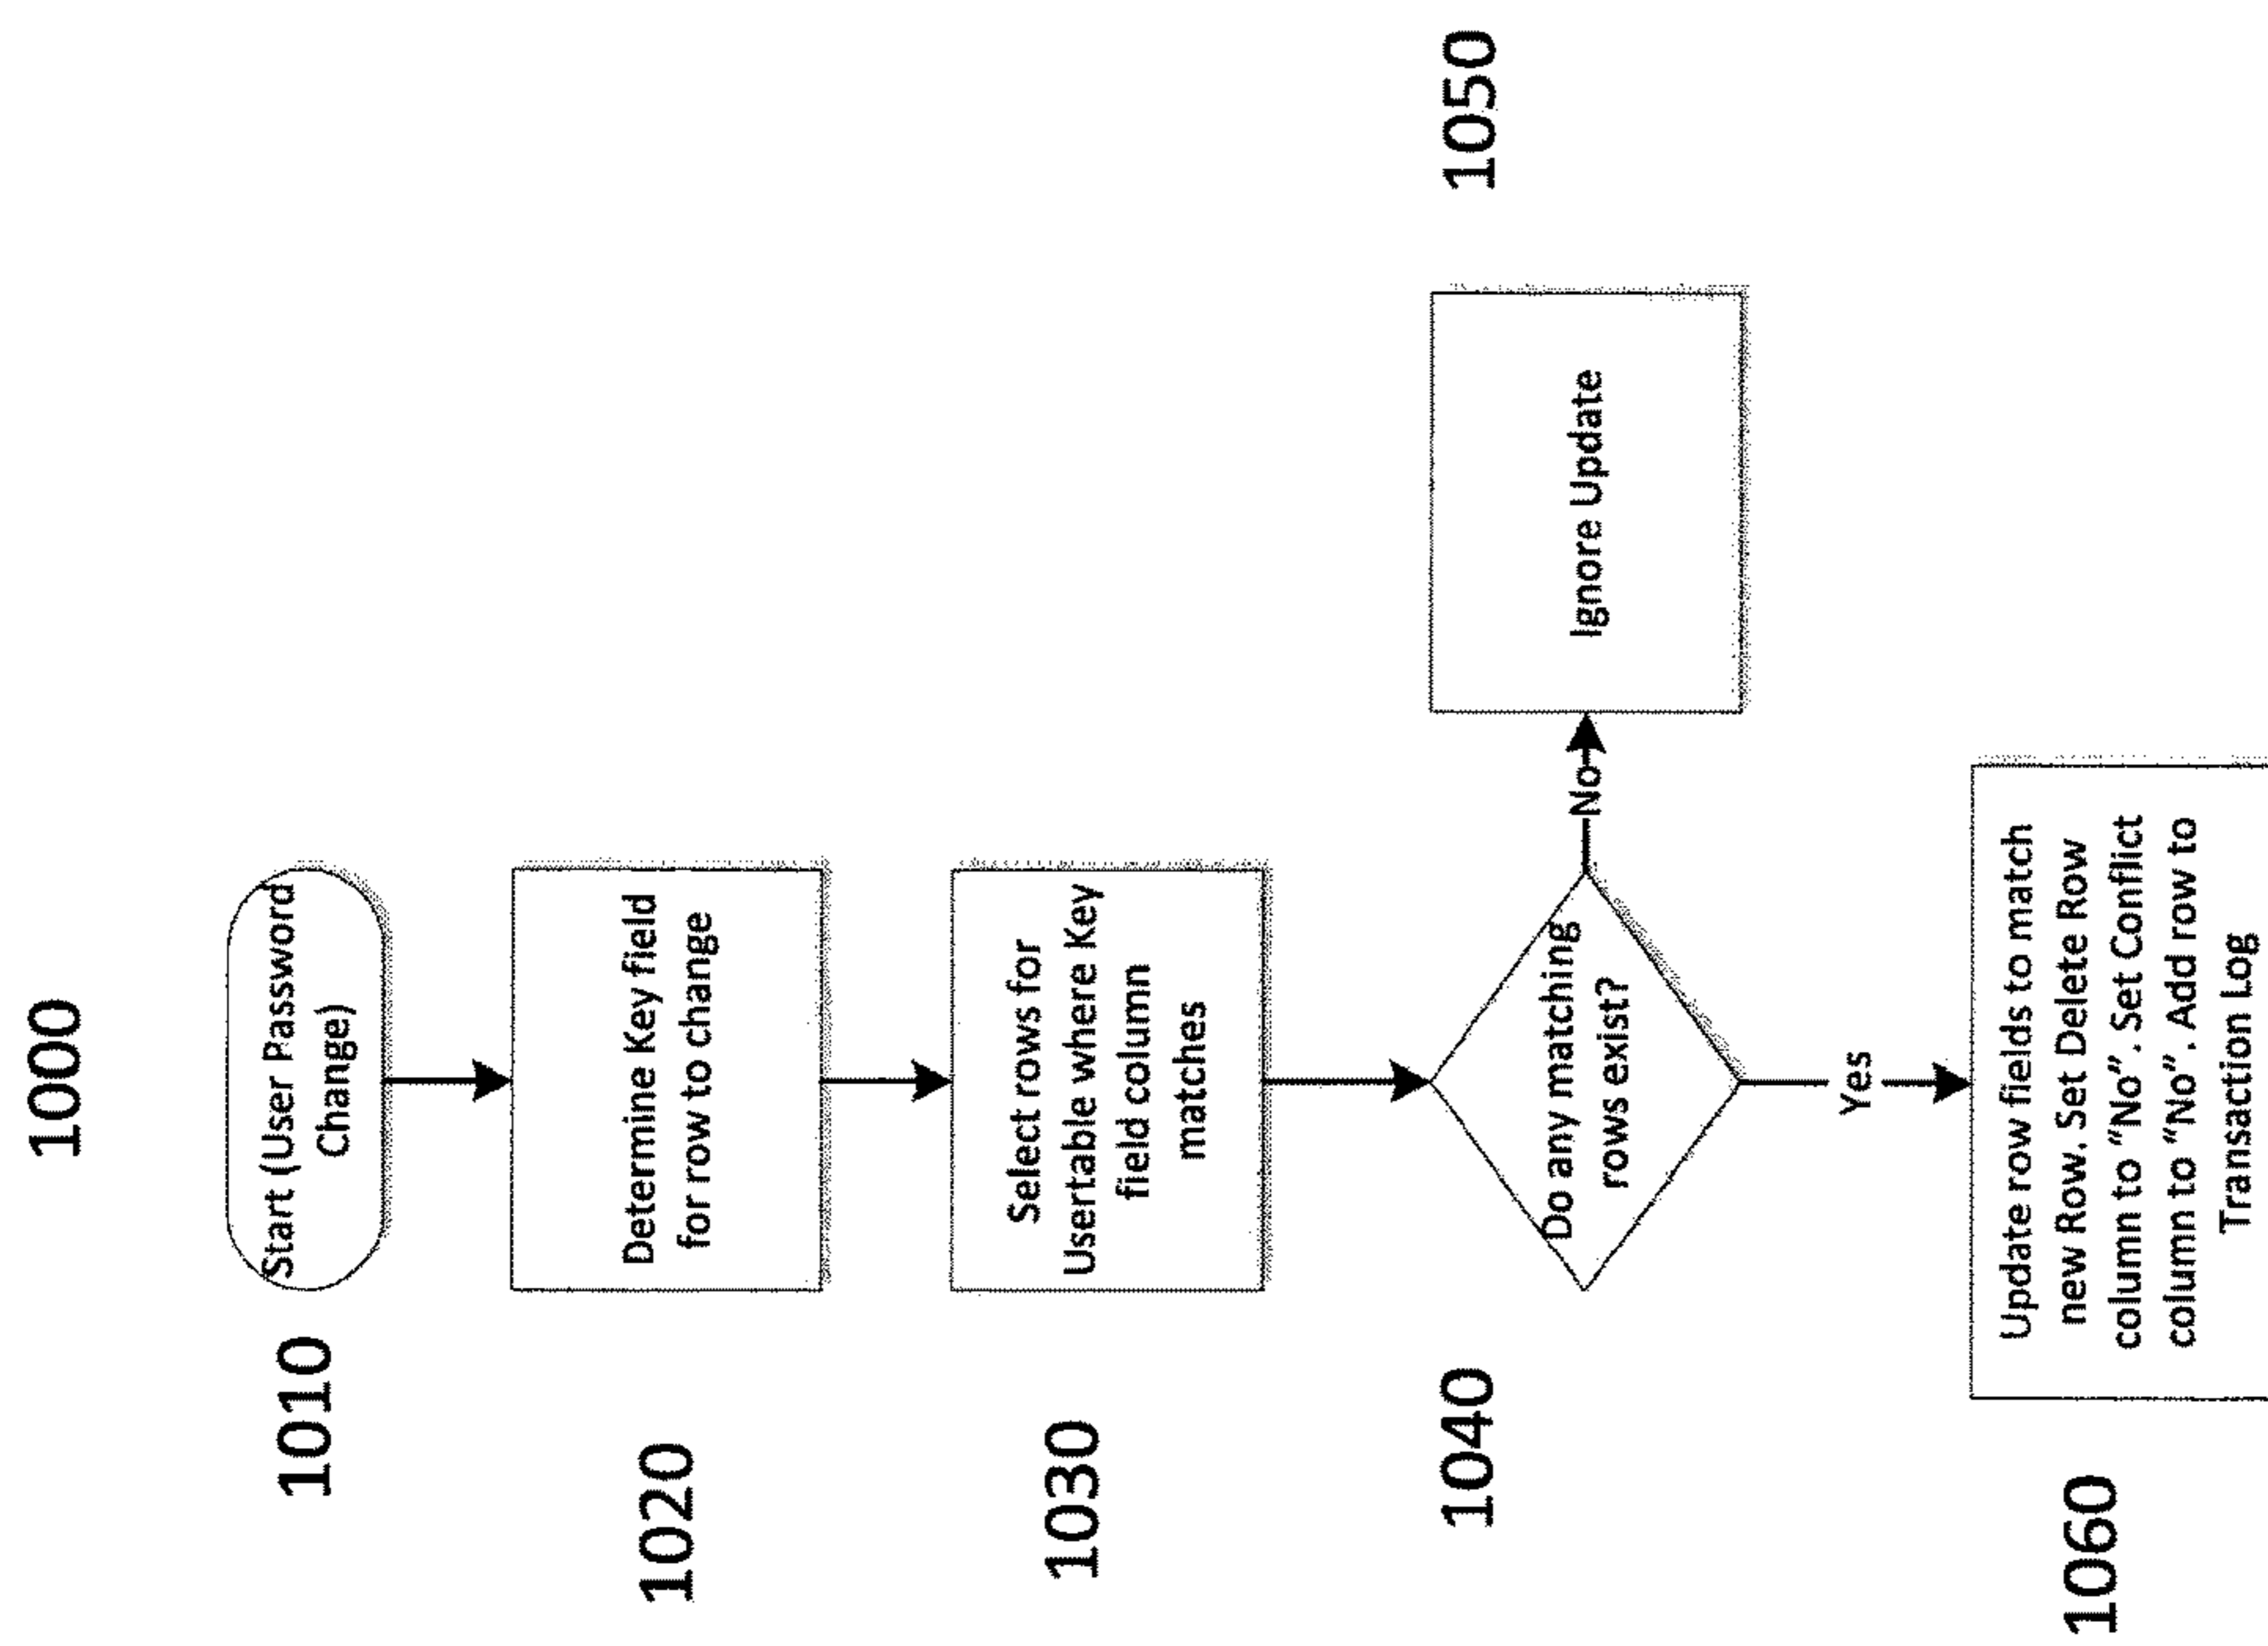 1000
1010
Start (User Password
Change)
1020
Determine Key field
for row to change
1030
Select rows for
Usertable where Key
field column
matches
1040
Do any matching
rows exist?
No
1050
Ignore Update
Yes
1060
Update row fields to match
new Row. Set Delete Row
column to “No”. Set Conflict
column to “No”. Add row to
Transaction Log